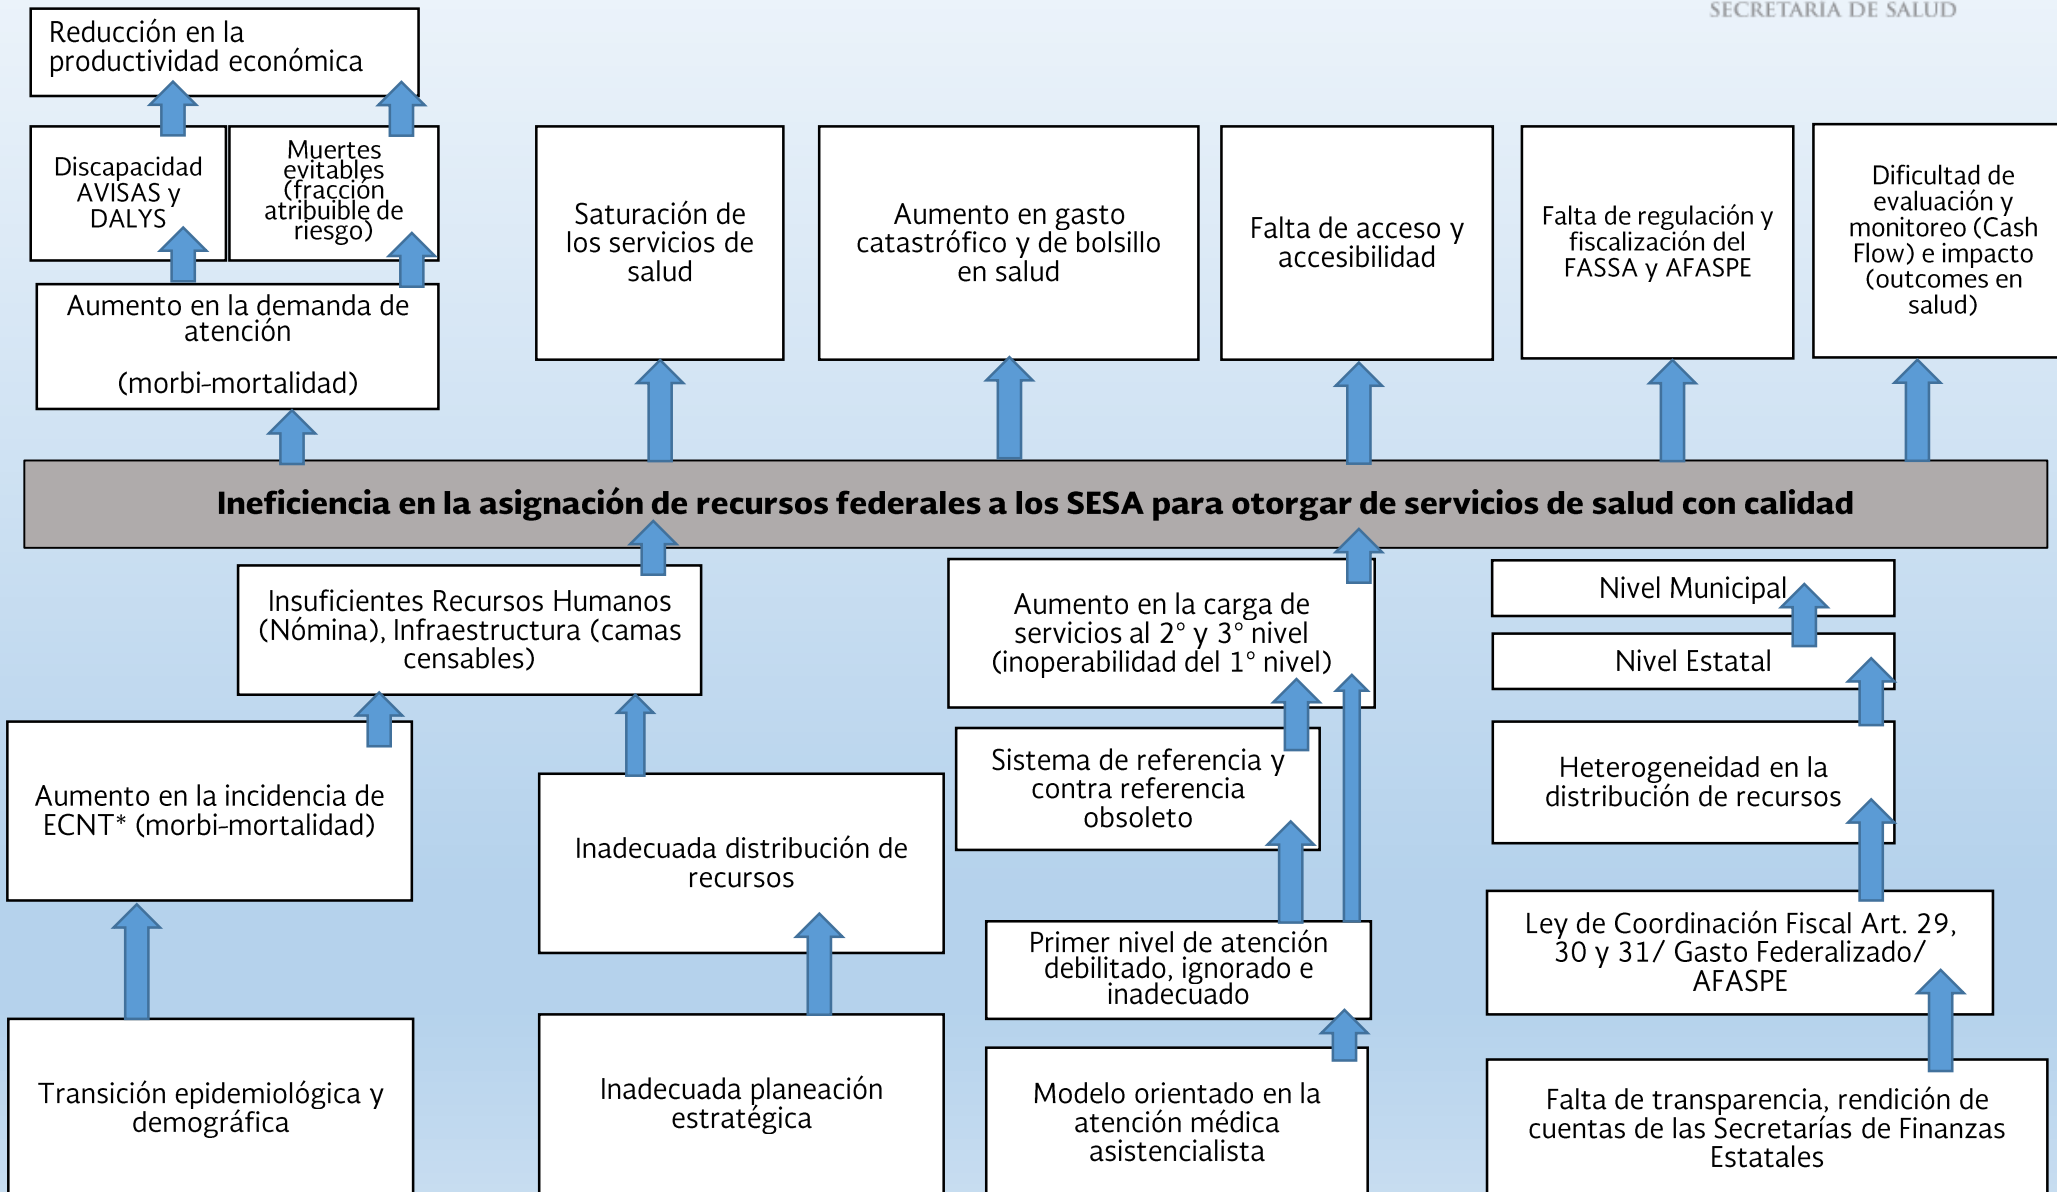 SECRETARÍA DE SALUD
Reducción en la
productividad económica
Discapacidad
AVISAS y
DALYS
Muertes
evitables
(fracción
atribuible de
riesgo)
Aumento en la demanda de
atención
(morbi-mortalidad)
Saturación de
los servicios de
salud
Aumento en gasto
catastrófico y de bolsillo
en salud
Falta de acceso y
accesibilidad
Falta de regulación y
fiscalización del
FASSA y AFASPE
Dificultad de
evaluación y
monitoreo (Cash
Flow) e impacto
(outcomes en
salud)
Ineficiencia en la asignación de recursos federales a los SESA para otorgar de servicios de salud con calidad
Insuficientes Recursos Humanos
(Nómina), Infraestructura (camas
censables)
Aumento en la incidencia de
ECNT* (morbi-mortalidad)
Transición epidemiológica y
demográfica
Inadecuada distribución de
recursos
Inadecuada planeación
estratégica
Aumento en la carga de
servicios al 2° y 3° nivel
(inoperabilidad del 1° nivel)
Sistema de referencia y
contra referencia
obsoleto
Primer nivel de atención
debilitado, ignorado e
inadecuado
Modelo orientado en la
atención médica
asistencialista
Nivel Municipal
Nivel Estatal
Heterogeneidad en la
distribución de recursos
Ley de Coordinación Fiscal Art. 29,
30 y 31/ Gasto Federalizado/
AFASPE
Falta de transparencia, rendición de
cuentas de las Secretarías de Finanzas
Estatales